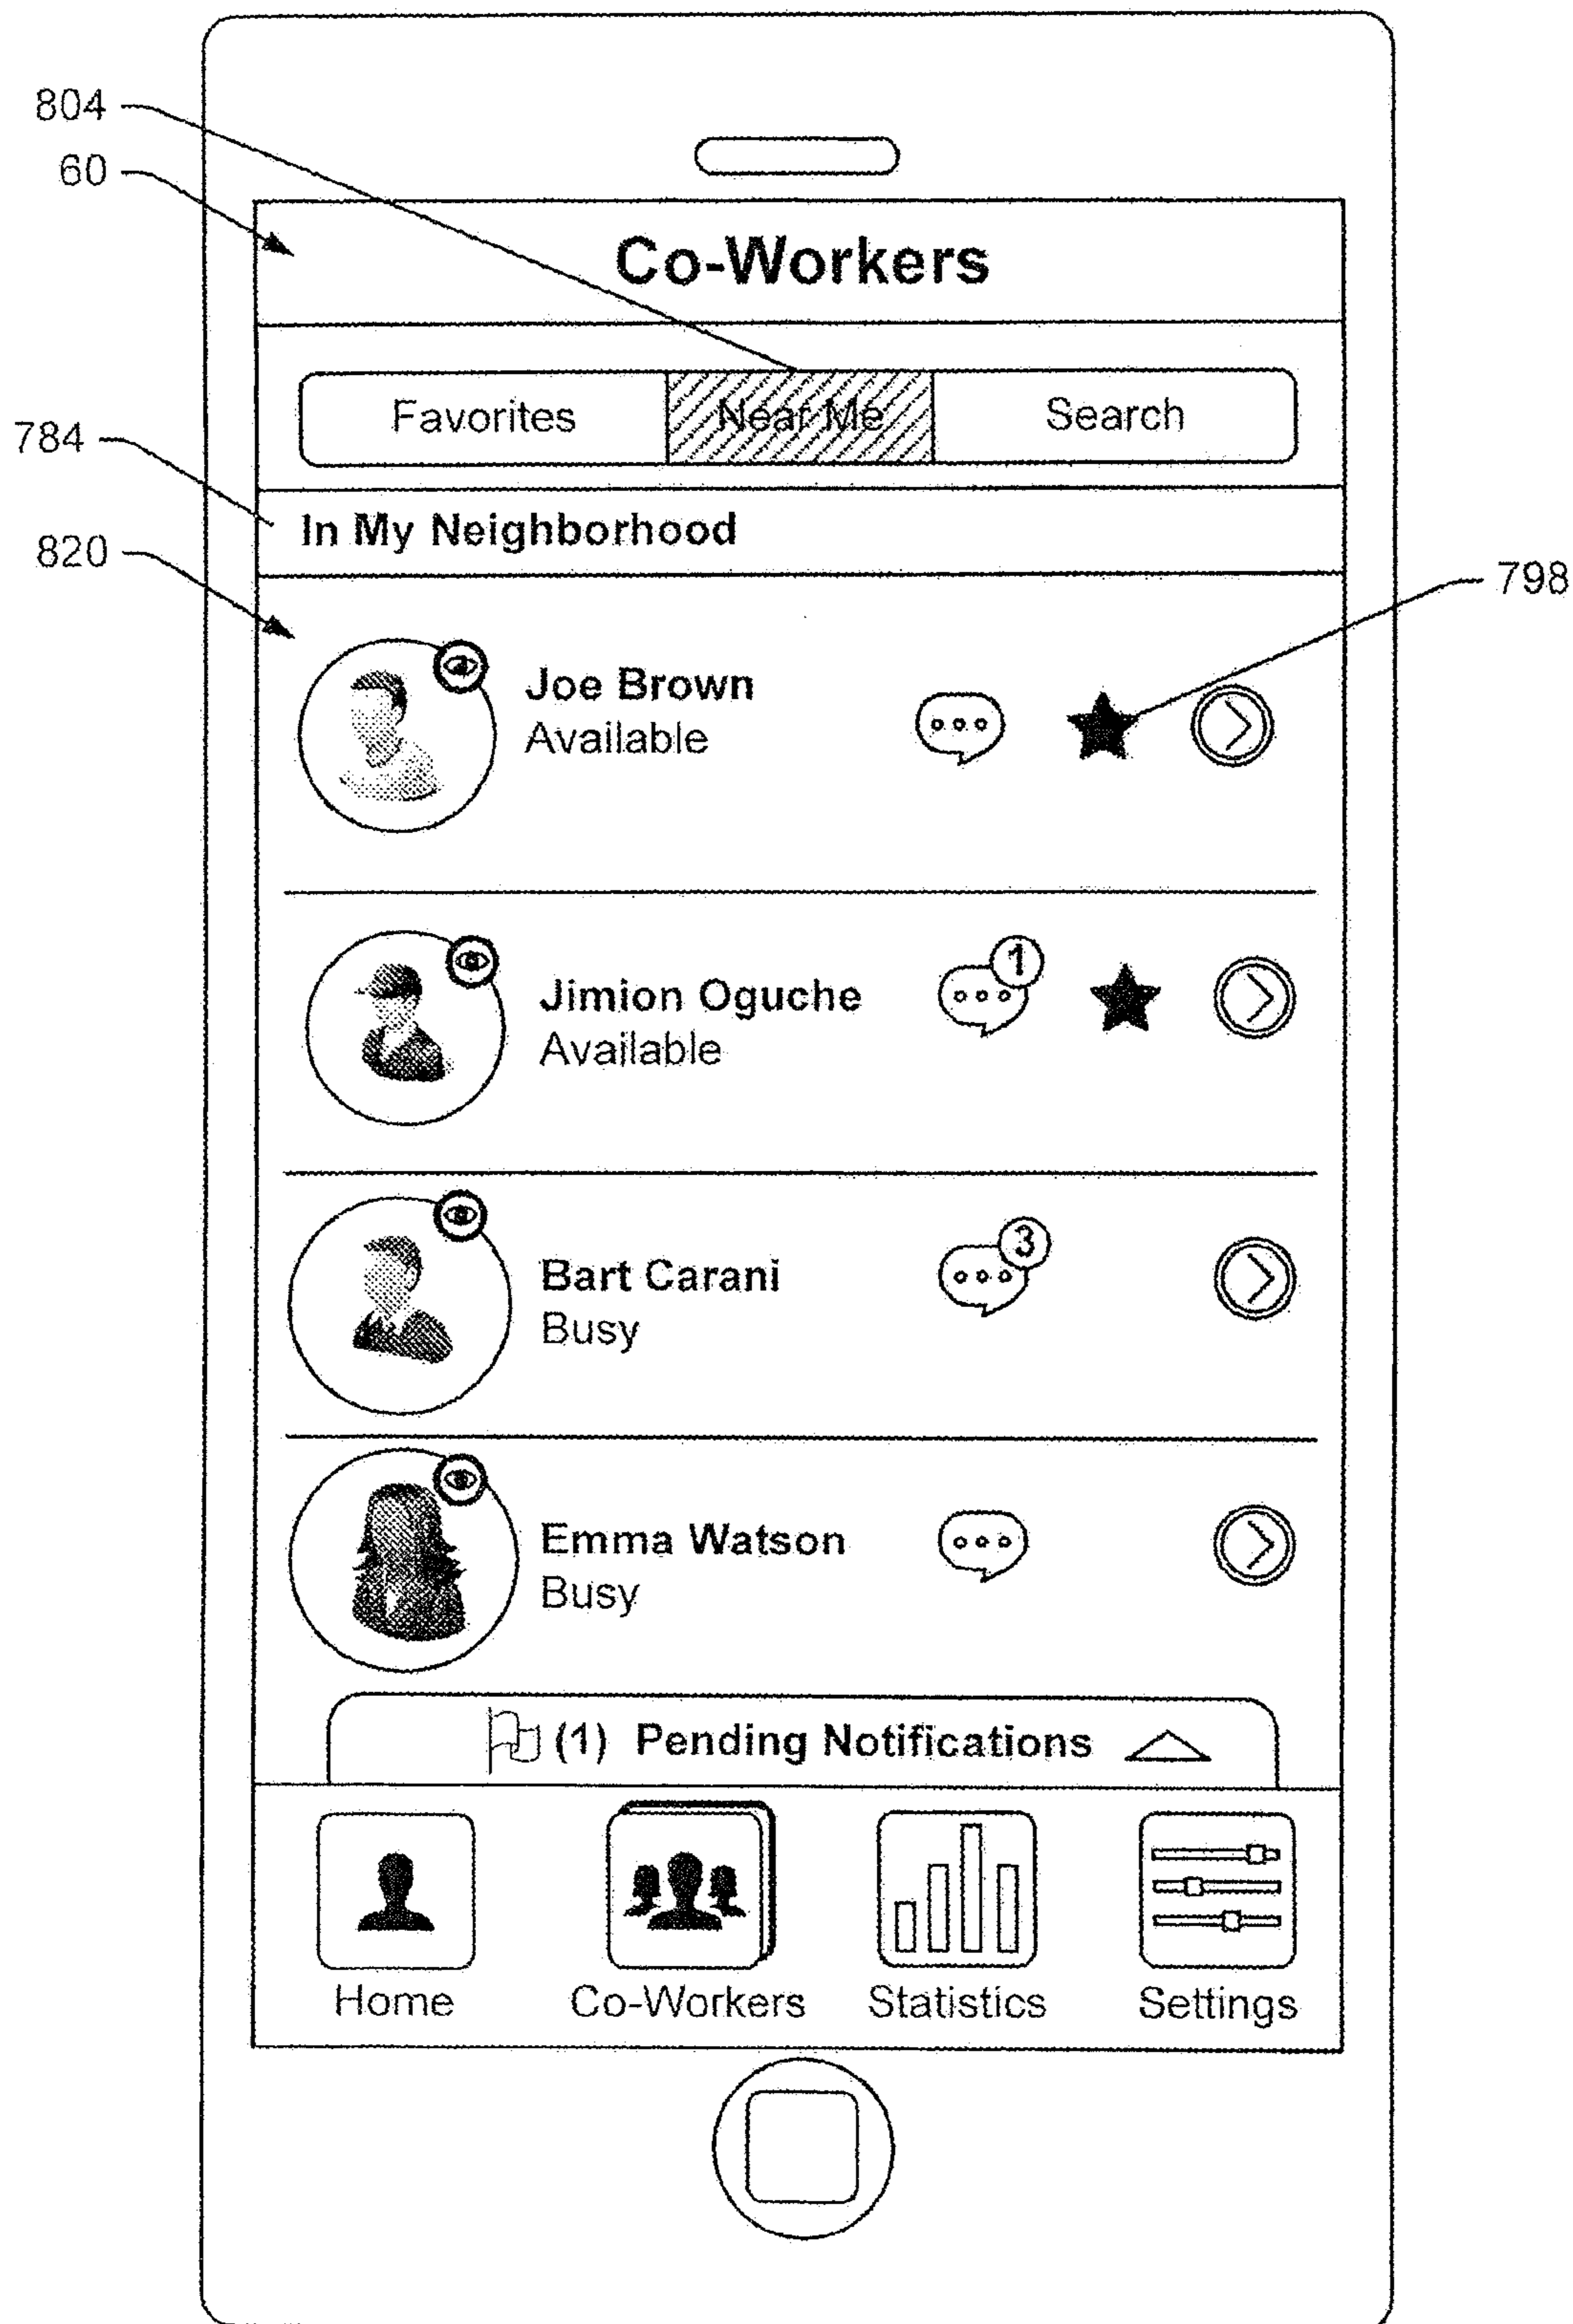 804
60
Co-Workers
Favorites Near Me Search
784
In My Neighborhood
820
798
Joe Brown
Available
1
Jimion Oguche
Available
3
Bart Carani
Busy
Emma Watson
Busy
(1) Pending Notifications
Home Co-Workers Statistics Settings